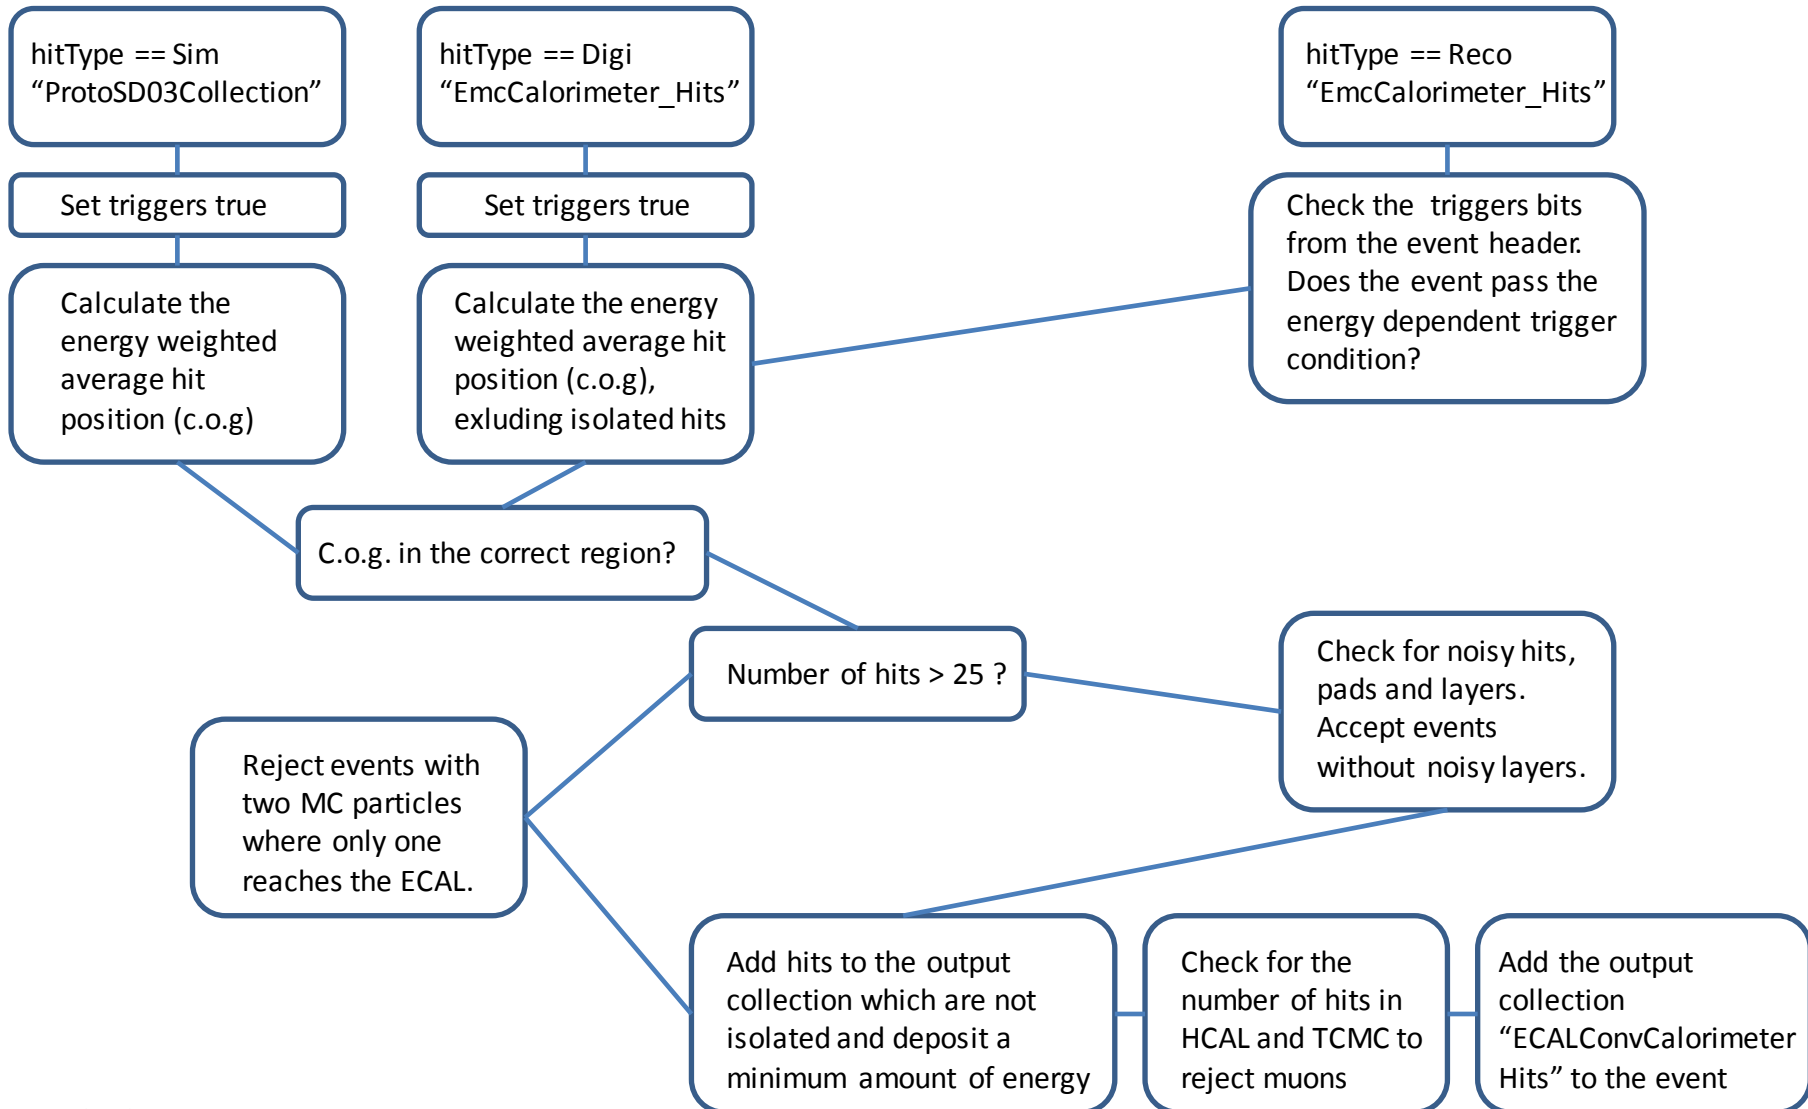 hitType == Sim
“ProtoSD03Collection”
hitType == Digi
“EmcCalorimeter_Hits”
hitType == Reco
“EmcCalorimeter_Hits”
Set triggers true
Set triggers true
Check the triggers bits
from the event header.
Does the event pass the
energy dependent trigger
condition?
Calculate the
energy weighted
average hit
position (c.o.g)
Calculate the energy
weighted average hit
position (c.o.g),
exluding isolated hits
C.o.g. in the correct region?
Number of hits > 25 ?
Check for noisy hits,
pads and layers.
Accept events
without noisy layers.
Reject events with
two MC particles
where only one
reaches the ECAL.
Add hits to the output
collection which are not
isolated and deposit a
minimum amount of energy
Check for the
number of hits in
HCAL and TCMC to
reject muons
Add the output
collection
“ECALConvCalorimeter
Hits” to the event